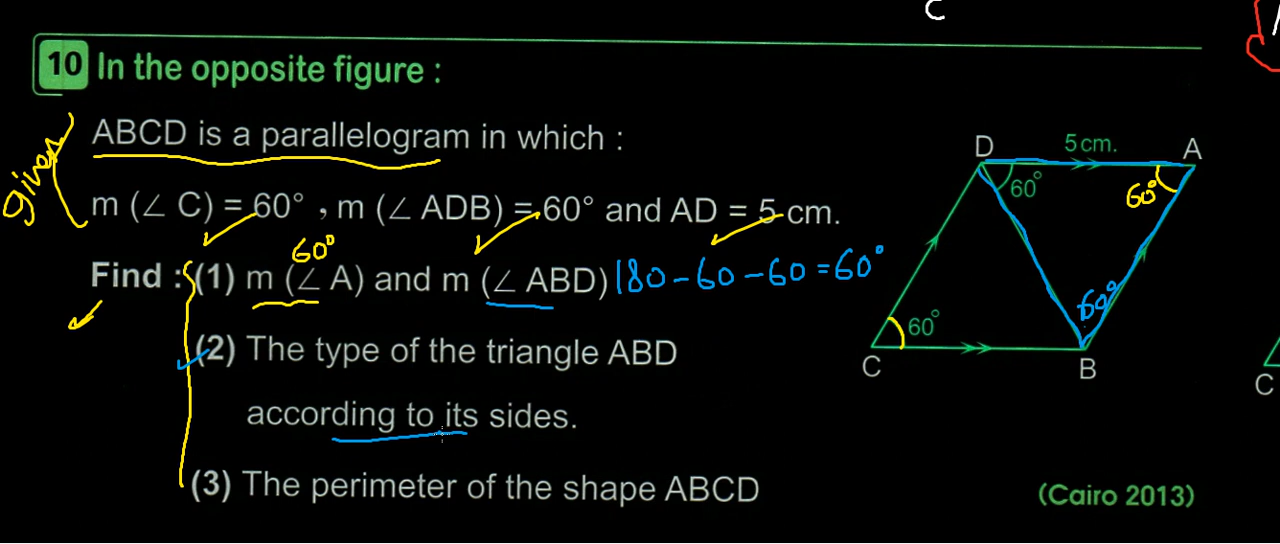 C
10 In the opposite figure :
given
ABCD is a parallelogram in which :
m (∠ C) = 60° , m (∠ ADB) = 60° and AD = 5 cm.
60°
Find : (1) m (∠ A) and m (∠ ABD) 180 - 60 - 60 = 60°
(2) The type of the triangle ABD
according to its sides.
(3) The perimeter of the shape ABCD
(Cairo 2013)
D 5 cm. A
60° 60°
60°
60°
C B
C